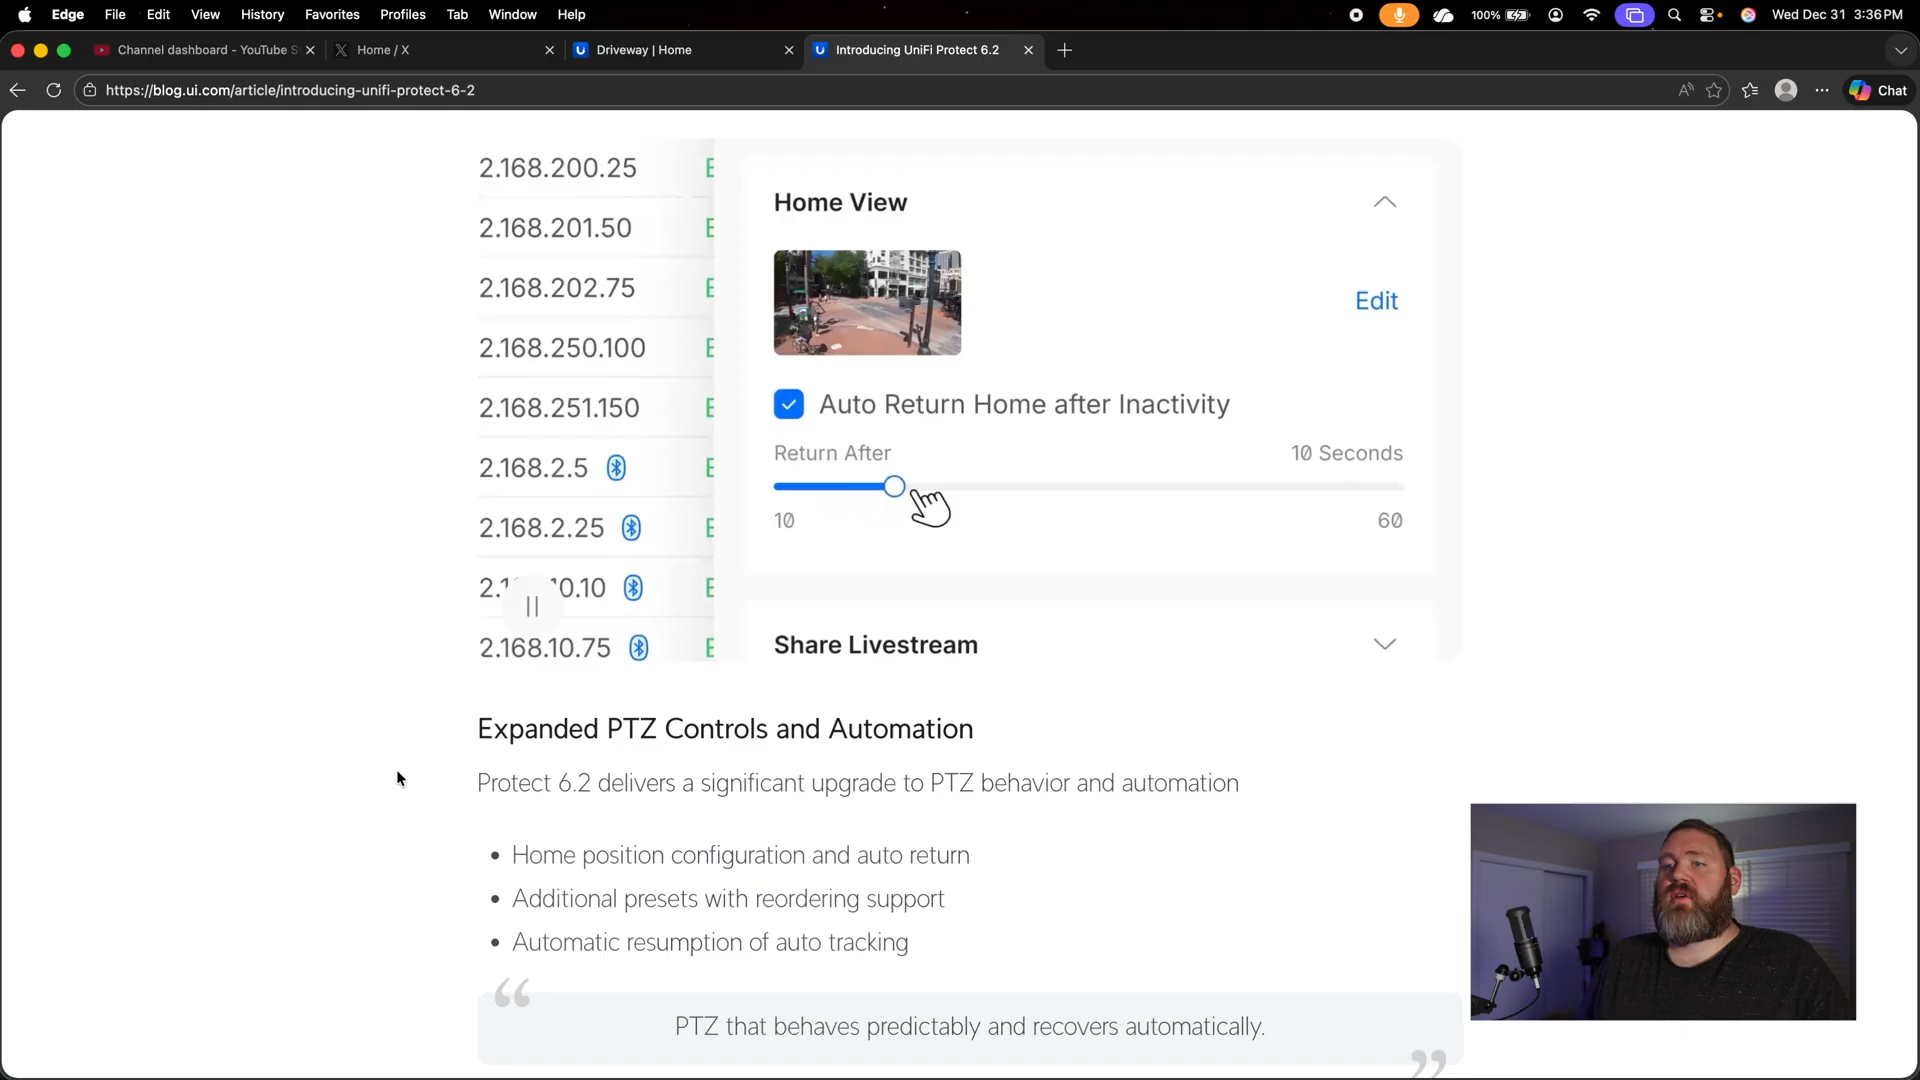 Edge File Edit View History Favorites Profiles Tab Window Help 100% Wed Dec 31 3:36 PM
Channel dashboard - YouTube S Home / X Driveway | Home Introducing UniFi Protect 6.2
https://blog.ui.com/article/introducing-unifi-protect-6-2 Chat
2.168.200.25 E
2.168.201.50 E
2.168.202.75 E
2.168.250.100 E
2.168.251.150 E
2.168.2.5 E
2.168.2.25 E
10.10 E
2.168.10.75 E
Home View
Edit
Auto Return Home after Inactivity
Return After 10 Seconds
10 60
Share Livestream
Expanded PTZ Controls and Automation
Protect 6.2 delivers a significant upgrade to PTZ behavior and automation
• Home position configuration and auto return
• Additional presets with reordering support
• Automatic resumption of auto tracking
“
PTZ that behaves predictably and recovers automatically.
”